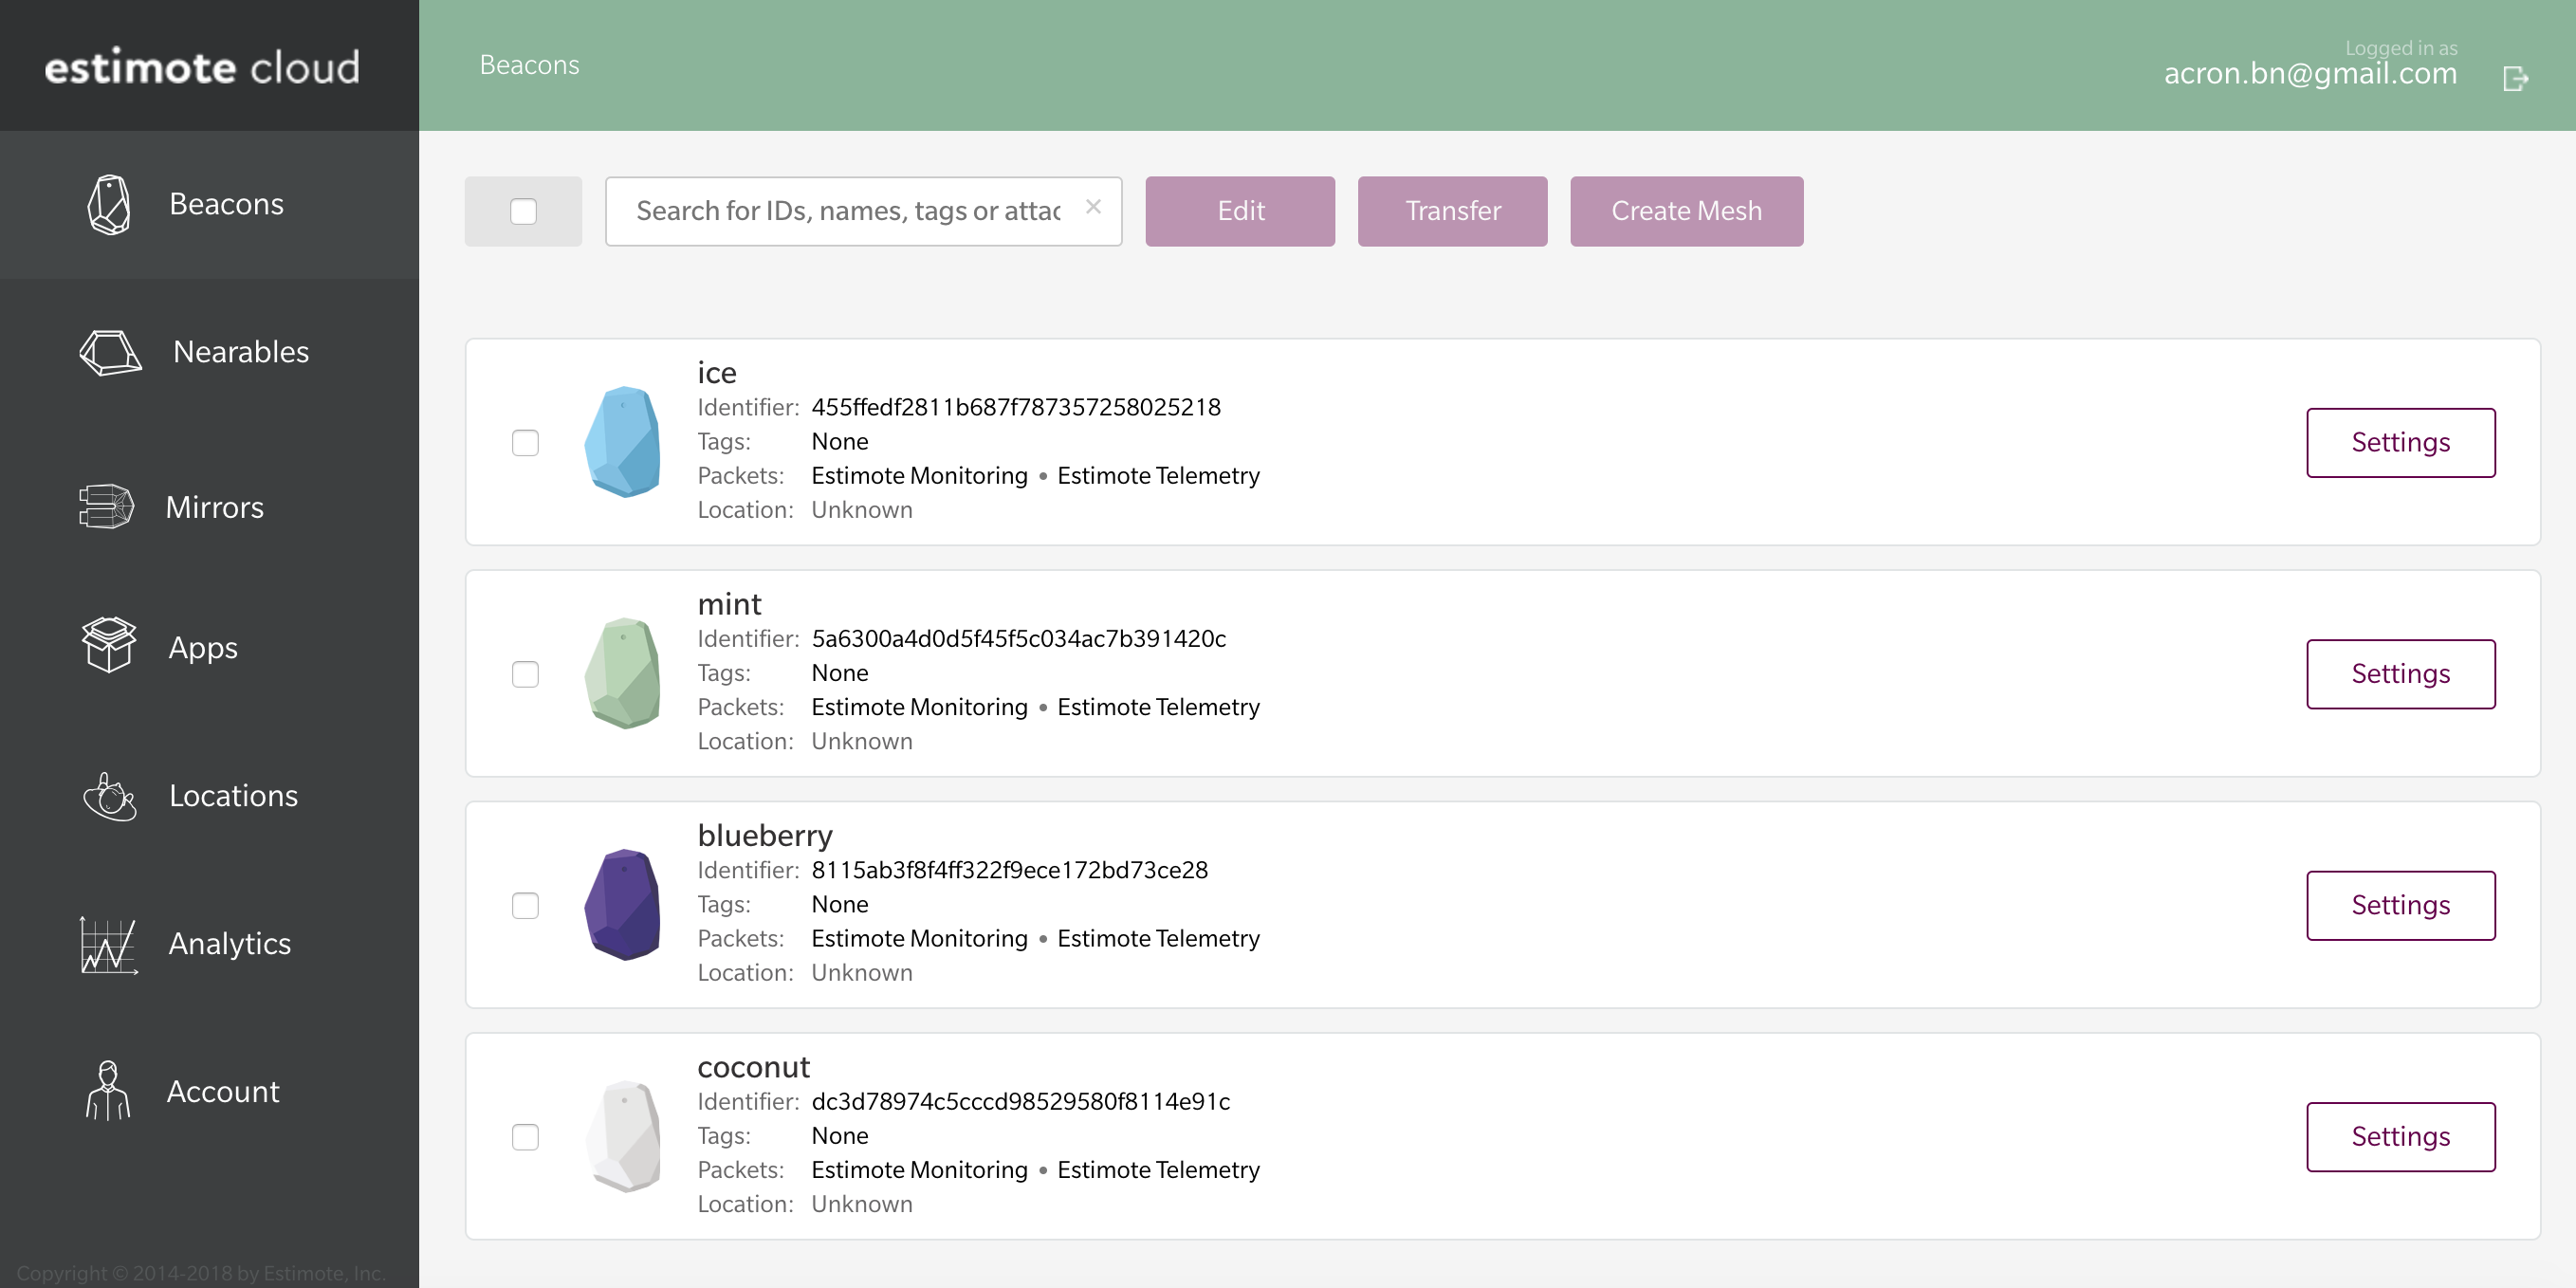 estimote cloud
Beacons
Logged in as
acron.bn@gmail.com
Beacons
Nearables
Mirrors
Apps
Locations
Analytics
Account
Copyright © 2014-2018 by Estimote, Inc.
Search for IDs, names, tags or attac ×
Edit
Transfer
Create Mesh
ice
Identifier: 455ffedf2811b687f787357258025218
Tags: None
Packets: Estimote Monitoring • Estimote Telemetry
Location: Unknown
Settings
mint
Identifier: 5a6300a4d0d5f45f5c034ac7b391420c
Tags: None
Packets: Estimote Monitoring • Estimote Telemetry
Location: Unknown
Settings
blueberry
Identifier: 8115ab3f8f4ff322f9ece172bd73ce28
Tags: None
Packets: Estimote Monitoring • Estimote Telemetry
Location: Unknown
Settings
coconut
Identifier: dc3d78974c5cccd98529580f8114e91c
Tags: None
Packets: Estimote Monitoring • Estimote Telemetry
Location: Unknown
Settings